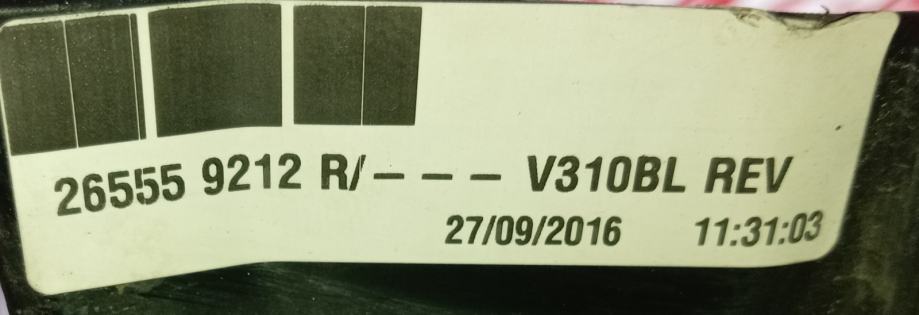 26555 9212 R/– – – V310BL REV
27/09/2016 11:31:03